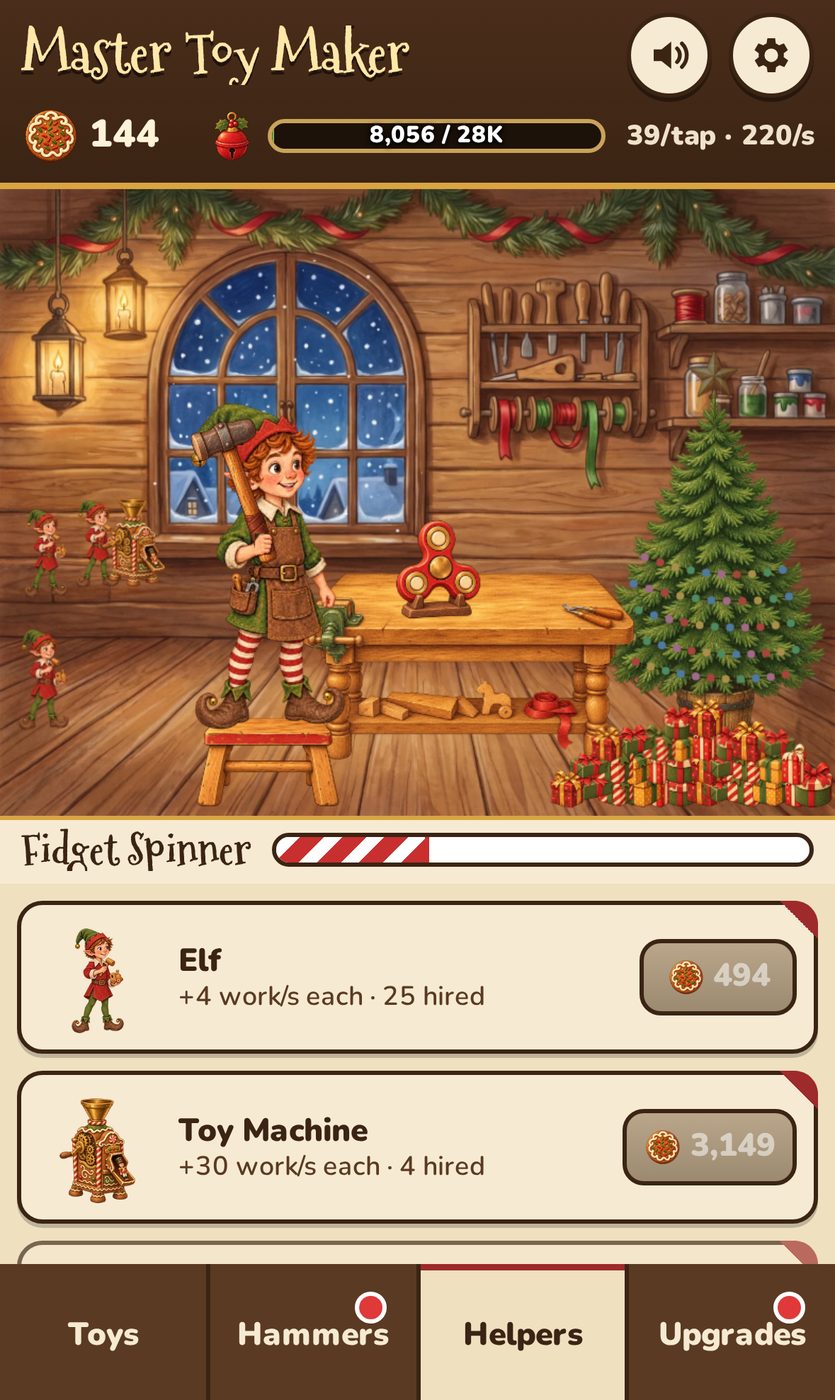 Master Toy Maker
144
8,056 / 28K
39/tap · 220/s
Fidget Spinner
Elf
+4 work/s each · 25 hired
494
Toy Machine
+30 work/s each · 4 hired
3,149
Toys
Hammers
Helpers
Upgrades